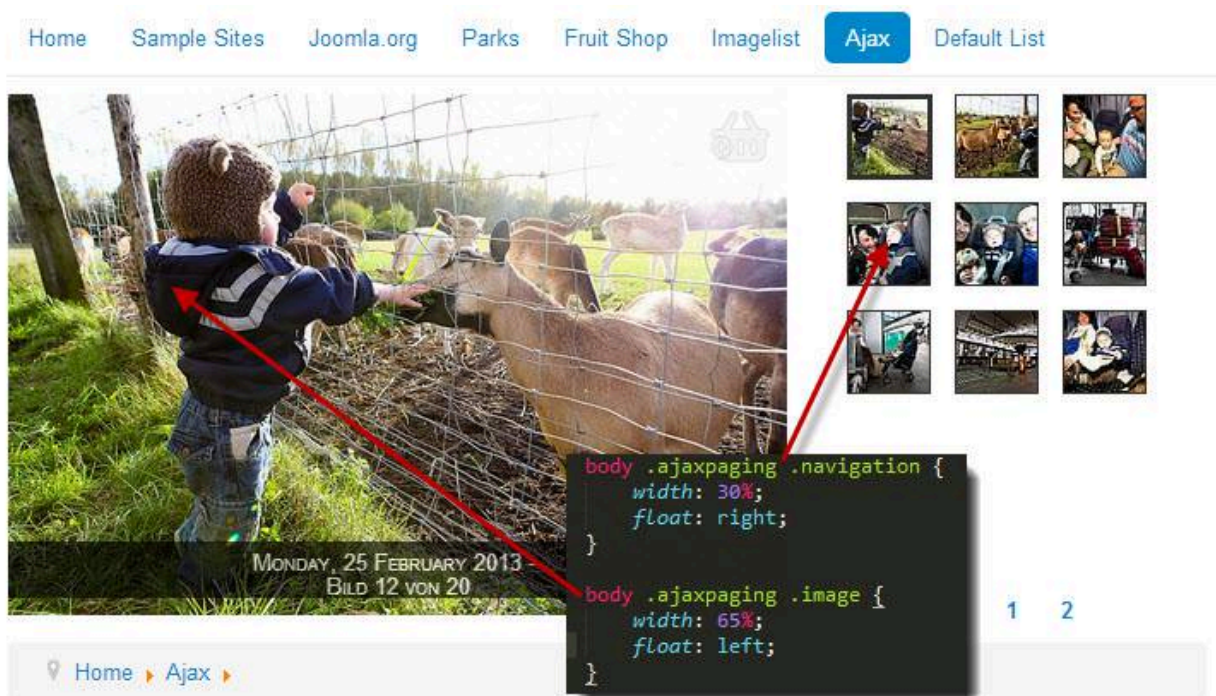 Home Sample Sites Joomla.org Parks Fruit Shop Imagelist Ajax Default List
MONDAY, 25 FEBRUARY 2013 -
BILD 12 VON 20
body .ajaxpaging .navigation {
width: 30%;
float: right;
}
body .ajaxpaging .image {
width: 65%;
float: left;
}
1 2
Home Ajax